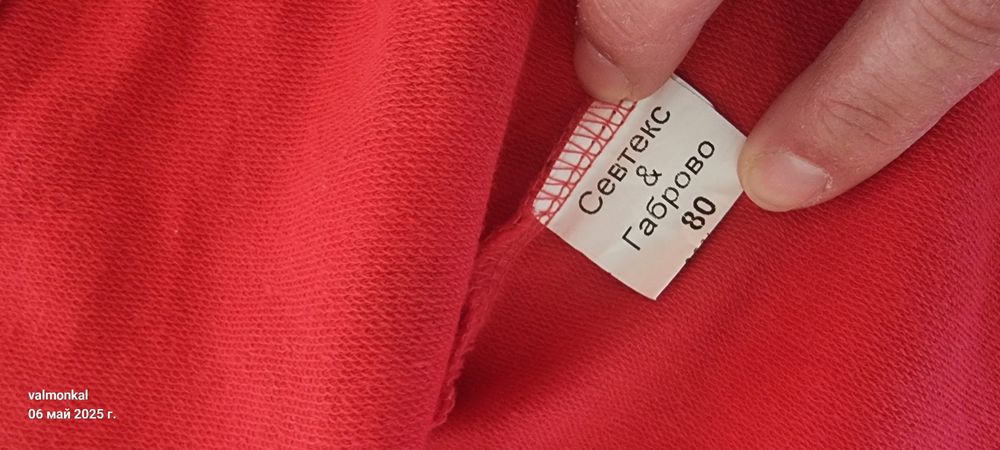 Севтекс
&
Габрово
80
valmonkal
06 май 2025 г.